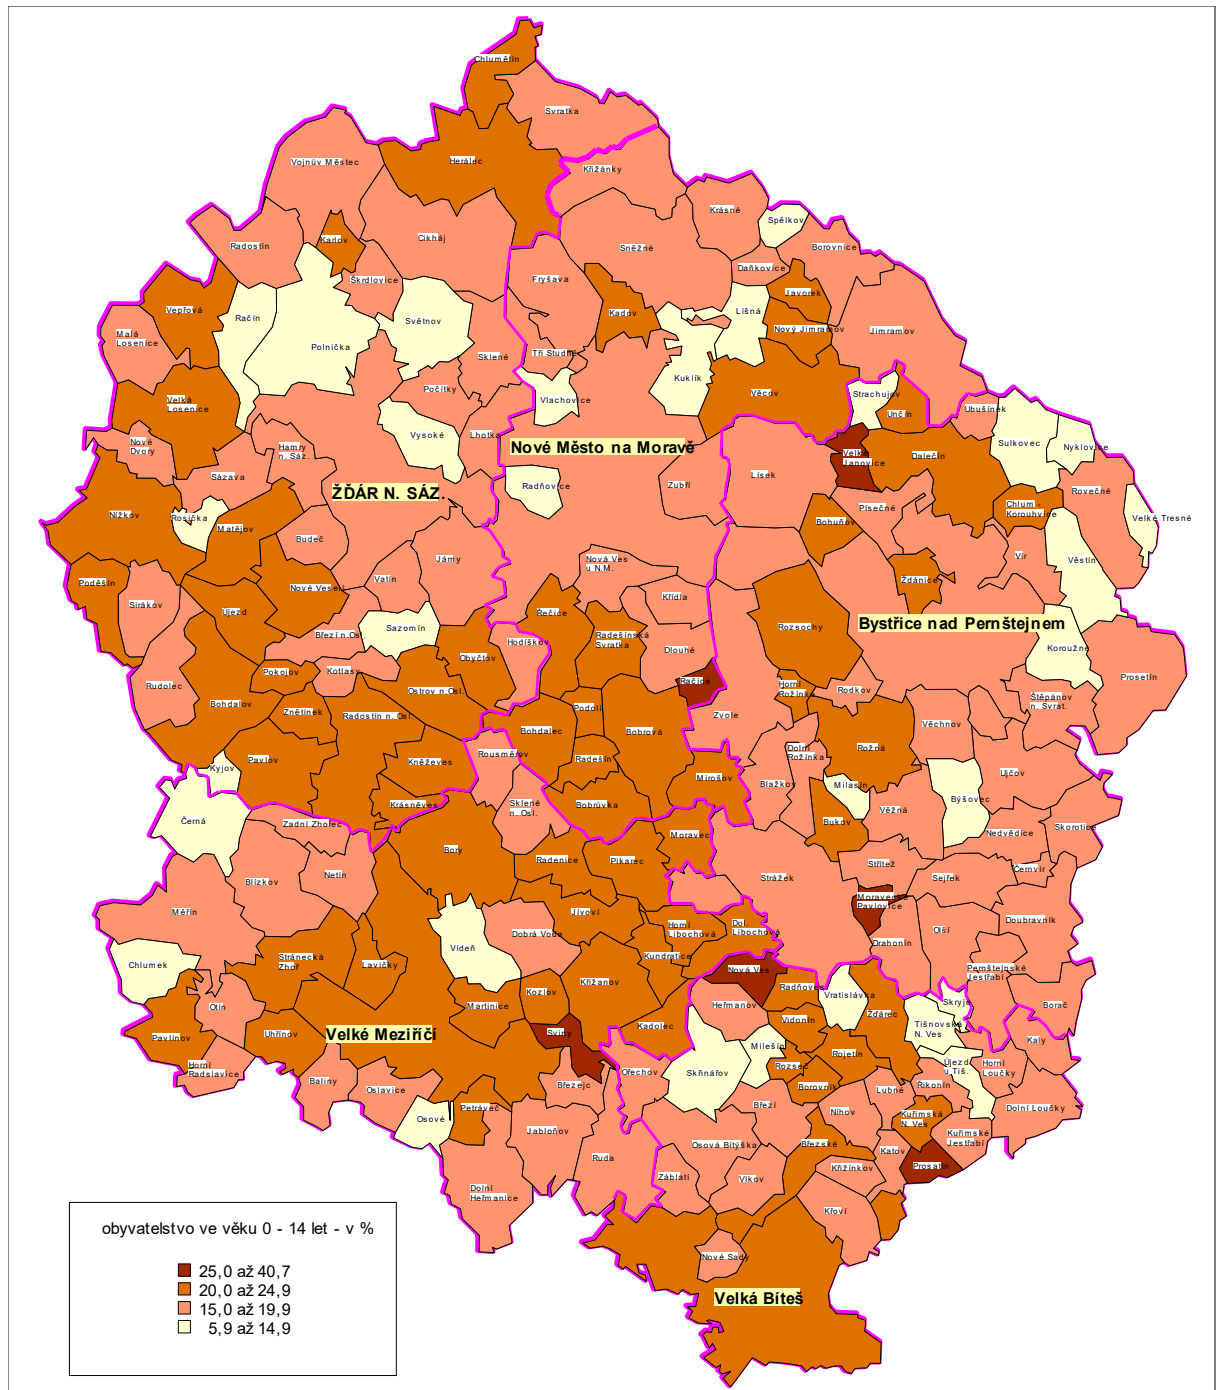 Chlumětín
Svratka
Vojnův Městec
Herálec
Křižánky
Krásné
Spělkov
Radostín
Karlov
Cikháj
Sněžné
Borovnice
Daňkovice
Škrdlovice
Fryšava
Javorek
Vepřová
Račín
Světnov
Kadov
Líšná
Nový Jimramov
Jimramov
Malá
Losenice
Polnička
Sklené
Tři Studně
Kuklík
Počítky
Věcov
Strachujov
Velká
Losenice
Vlachovice
Unčín
Ubušínek
Nové
Dvory
Hamry
n. Sáz.
Vysoké
Lhotka
Nové Město na Moravě
Velké
Janovice
Dalečín
Sulkovec
Nyklovice
Sázava
ŽĎÁR N. SÁZ.
Radňovice
Zubří
Lísek
Rovečné
Nížkov
Rosička
Matějov
Písečné
Chlum -
Korouhvice
Velké Tresné
Budeč
Bohuňov
Jámy
Nová Ves
u N.M.
Vír
Věstín
Poděšín
Sirákov
Nové Veselí
Vatín
Ždánice
Křídla
Újezd
Řečice
Březí n.Osl.
Sazomín
Radešínská
Svratka
Rozsochy
Bystřice nad Pernštejnem
Hodíškov
Dlouhé
Koroužne
Obyčtov
Pokojov
Kotlasy
Prosetín
Rudolec
Račice
Horní
Rožínka
Rodkov
Ostrov n.Osl.
Štěpánov
n. Svrat.
Bohdalov
Znětínek
Radostín n. Osl.
Podolí
Zvole
Věchnov
Bohdalec
Bobrová
Dolní
Rožínka
Rožná
Rousměrov
Radešín
Kyjov
Pavlov
Kněževes
Ujčov
Mirošov
Blažkov
Milasín
Býšovec
Krásněves
Sklené
n. Osl.
Bobrůvka
Věžná
Černá
Zadní Zhořec
Bukov
Nedvědice
Skorotice
Moravec
Bory
Radenice
Pikárec
Strážek
Střítež
Sejřek
Černvír
Blízkov
Netín
Moravecké
Pavlovice
Měřín
Jívoví
Doubravník
Horní
Libochová
Dol.
Libochová
Olší
Dobrá Voda
Drahonín
Vídeň
Stránecká
Zhoř
Kundratice
Chlumek
Lavičky
Nová Ves
Pernštejnské
Jestřabí
Křižanov
Kozlov
Radňoves
Vratislávka
Otín
Martinice
Heřmanov
Skryje
Borač
Žďárec
Uhřínov
Velké Meziříčí
Vidonín
Tišnovská
N. Ves
Pavlínov
Sviny
Kadolec
Kaly
Milešín
Rojetín
Horní
Radslavice
Rozseč
Újezd
u Tiš.
Horní
Loučky
Balíny
Oslavice
Březejc
Ořechov
Skřinářov
Borovník
Lubné
Řikonín
Březí
Petráveč
Níhov
Dolní Loučky
Osové
Kuřimská
N. Ves
Jabloňov
Osová Bítýška
Březské
Kuřimské
Jestřabí
Ruda
Katov
Křižínkov
Prosatín
Záblatí
Vlkov
Dolní
Heřmanice
Křoví
Nové Sady
Velká Bíteš
obyvatelstvo ve věku 0 - 14 let - v %
25,0 až 40,7
20,0 až 24,9
15,0 až 19,9
5,9 až 14,9